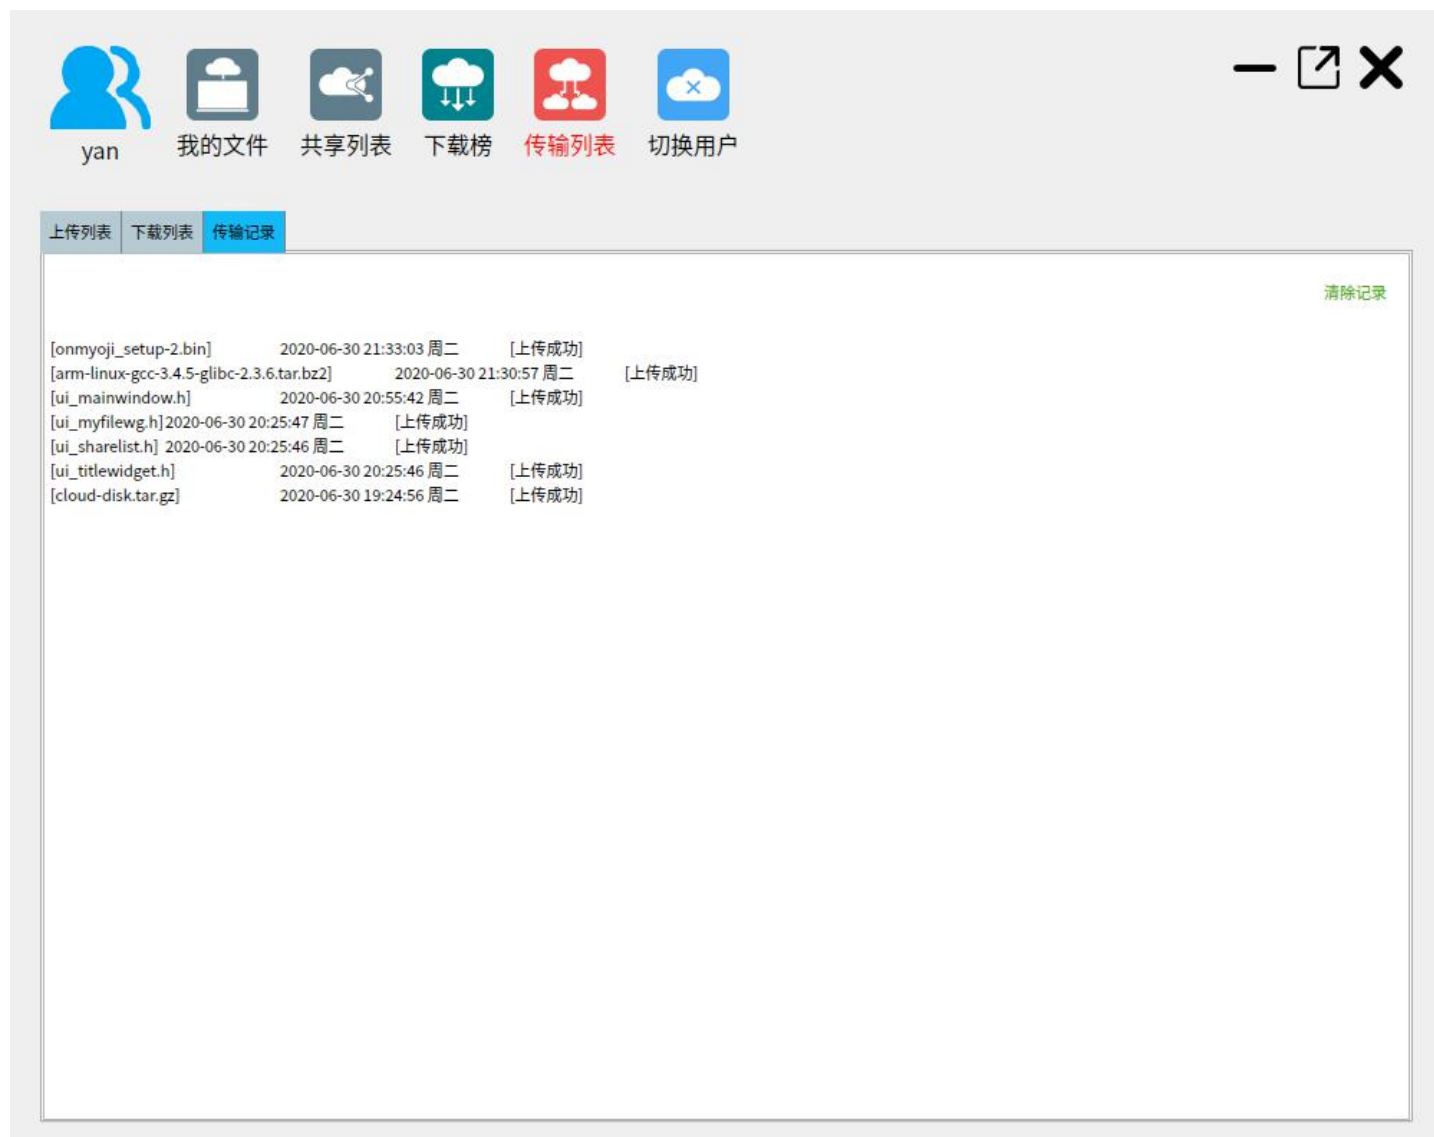 yan
我的文件
共享列表
下载榜
传输列表
切换用户
上传列表 下载列表 传输记录
清除记录
[onmyoji_setup-2.bin] 2020-06-30 21:33:03 周二 [上传成功]
[arm-linux-gcc-3.4.5-glibc-2.3.6.tar.bz2] 2020-06-30 21:30:57 周二 [上传成功]
[ui_mainwindow.h] 2020-06-30 20:55:42 周二 [上传成功]
[ui_myfilewg.h] 2020-06-30 20:25:47 周二 [上传成功]
[ui_sharelist.h] 2020-06-30 20:25:46 周二 [上传成功]
[ui_titlewidget.h] 2020-06-30 20:25:46 周二 [上传成功]
[cloud-disk.tar.gz] 2020-06-30 19:24:56 周二 [上传成功]